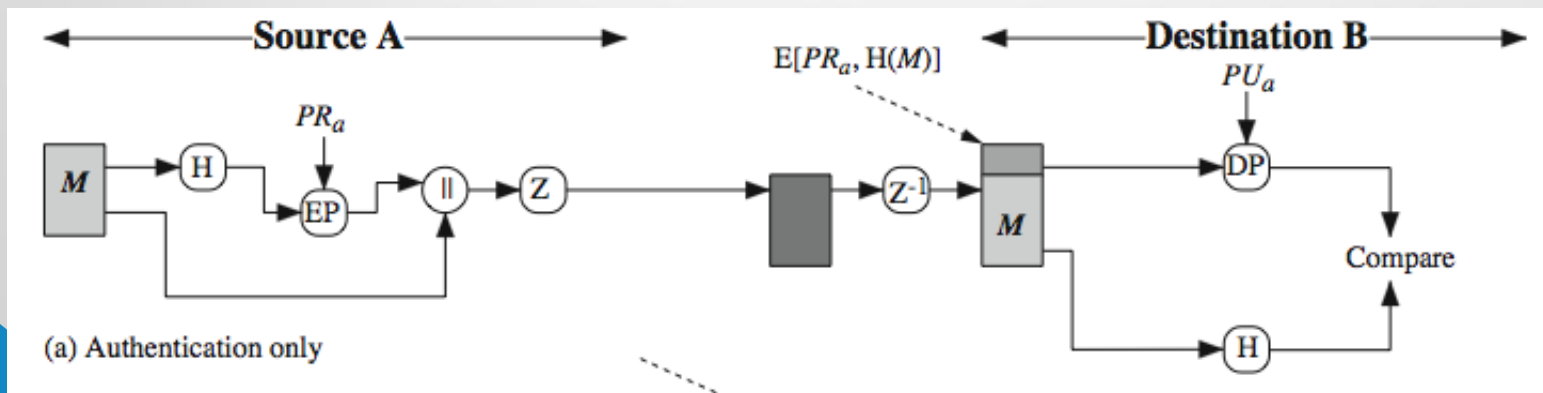 Source A
Destination B
E[PRₐ, H(M)]
PUₐ
PRₐ
M
H
EP
||
Z
Z⁻¹
M
DP
Compare
H
(a) Authentication only